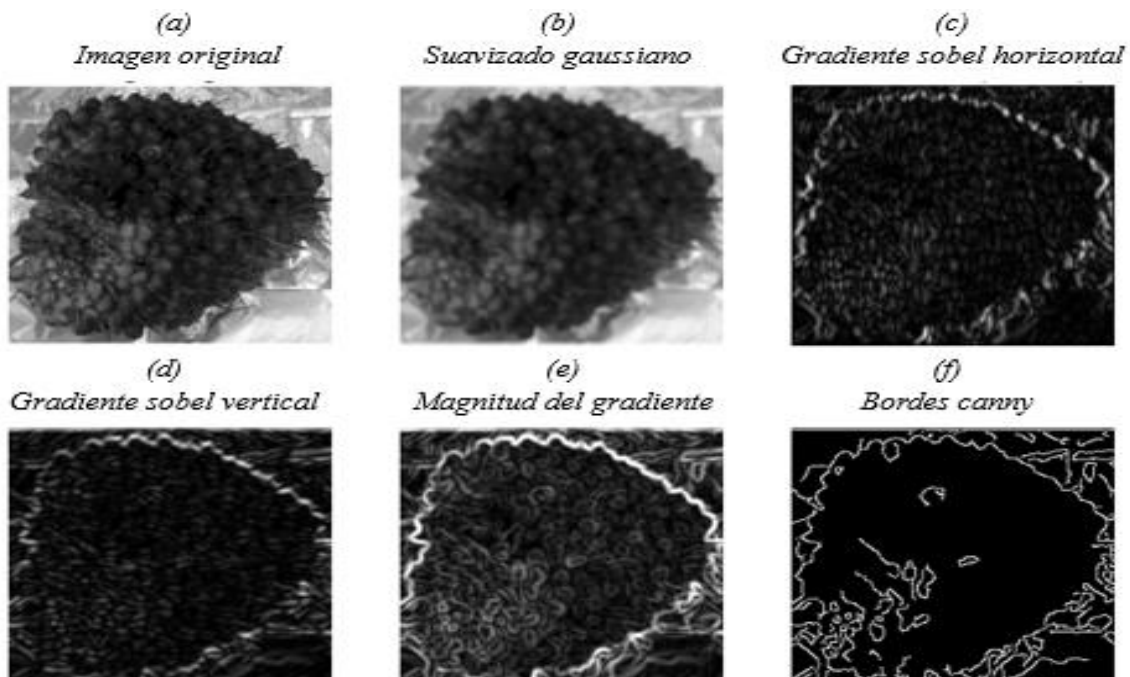 (a)
Imagen original
(b)
Suavizado gaussiano
(c)
Gradiente sobel horizontal
(d)
Gradiente sobel vertical
(e)
Magnitud del gradiente
(f)
Bordes canny